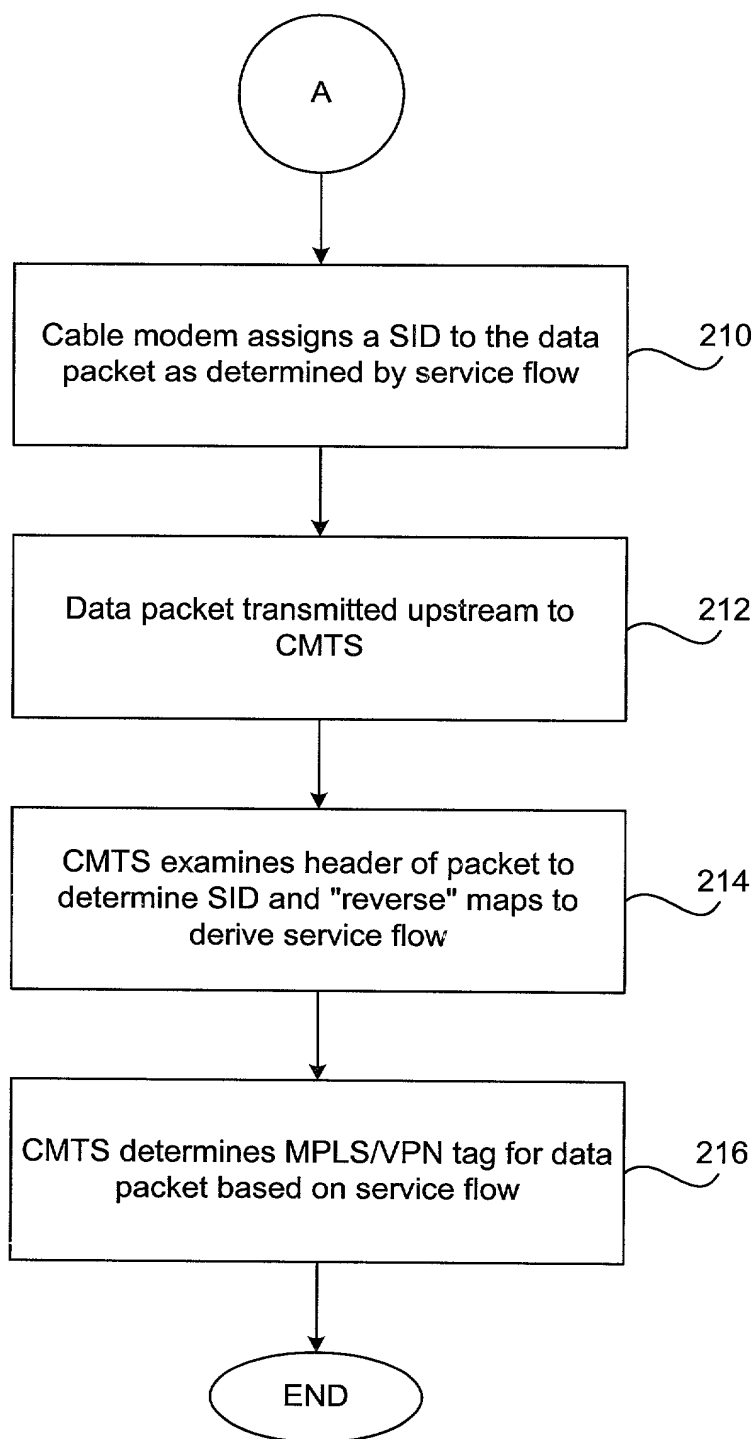 A
Cable modem assigns a SID to the data
packet as determined by service flow
210
Data packet transmitted upstream to
CMTS
212
CMTS examines header of packet to
determine SID and "reverse" maps to
derive service flow
214
CMTS determines MPLS/VPN tag for data
packet based on service flow
216
END